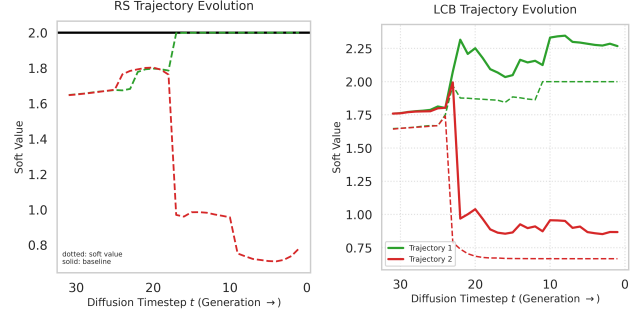 RS Trajectory Evolution
2.0
1.8
1.6
1.4
1.2
1.0
0.8
Soft Value
dotted: soft value
solid: baseline
30
20
10
0
Diffusion Timestep t (Generation →)
LCB Trajectory Evolution
2.25
2.00
1.75
1.50
1.25
1.00
0.75
Soft Value
Trajectory 1
Trajectory 2
30
20
10
0
Diffusion Timestep t (Generation →)